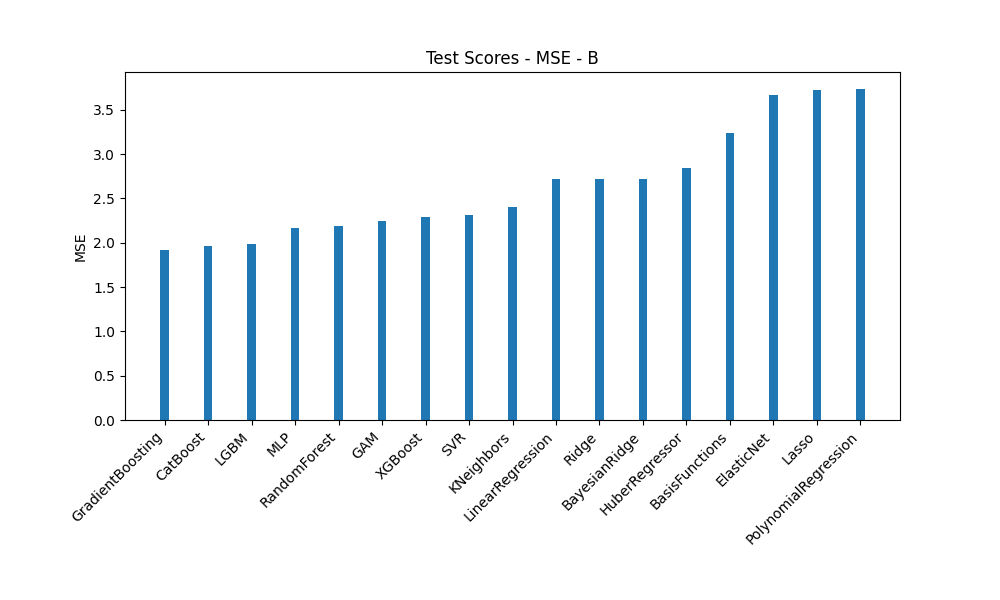 Test Scores - MSE - B
MSE
3.5
3.0
2.5
2.0
1.5
1.0
0.5
0.0
GradientBoosting
CatBoost
LGBM
MLP
RandomForest
GAM
XGBoost
SVR
KNeighbors
LinearRegression
Ridge
BayesianRidge
HuberRegressor
BasisFunctions
ElasticNet
Lasso
PolynomialRegression